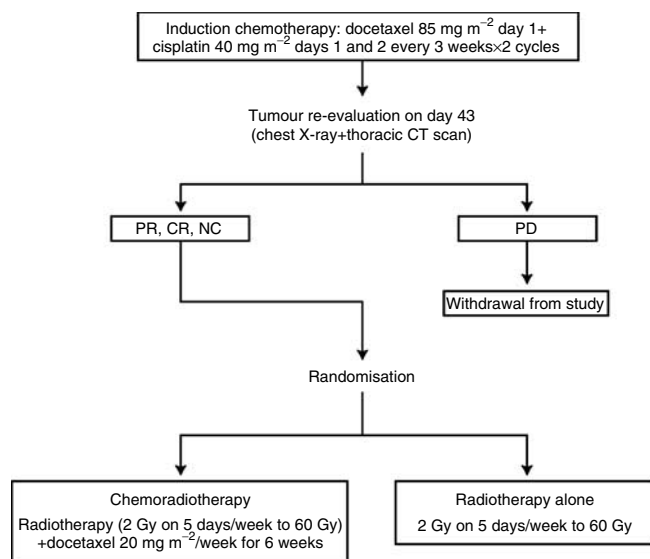 Induction chemotherapy: docetaxel 85 mg m⁻² day 1+
cisplatin 40 mg m⁻² days 1 and 2 every 3 weeks×2 cycles
Tumour re-evaluation on day 43
(chest X-ray+thoracic CT scan)
PR, CR, NC
PD
Withdrawal from study
Randomisation
Chemoradiotherapy
Radiotherapy (2 Gy on 5 days/week to 60 Gy)
+docetaxel 20 mg m⁻²/week for 6 weeks
Radiotherapy alone
2 Gy on 5 days/week to 60 Gy